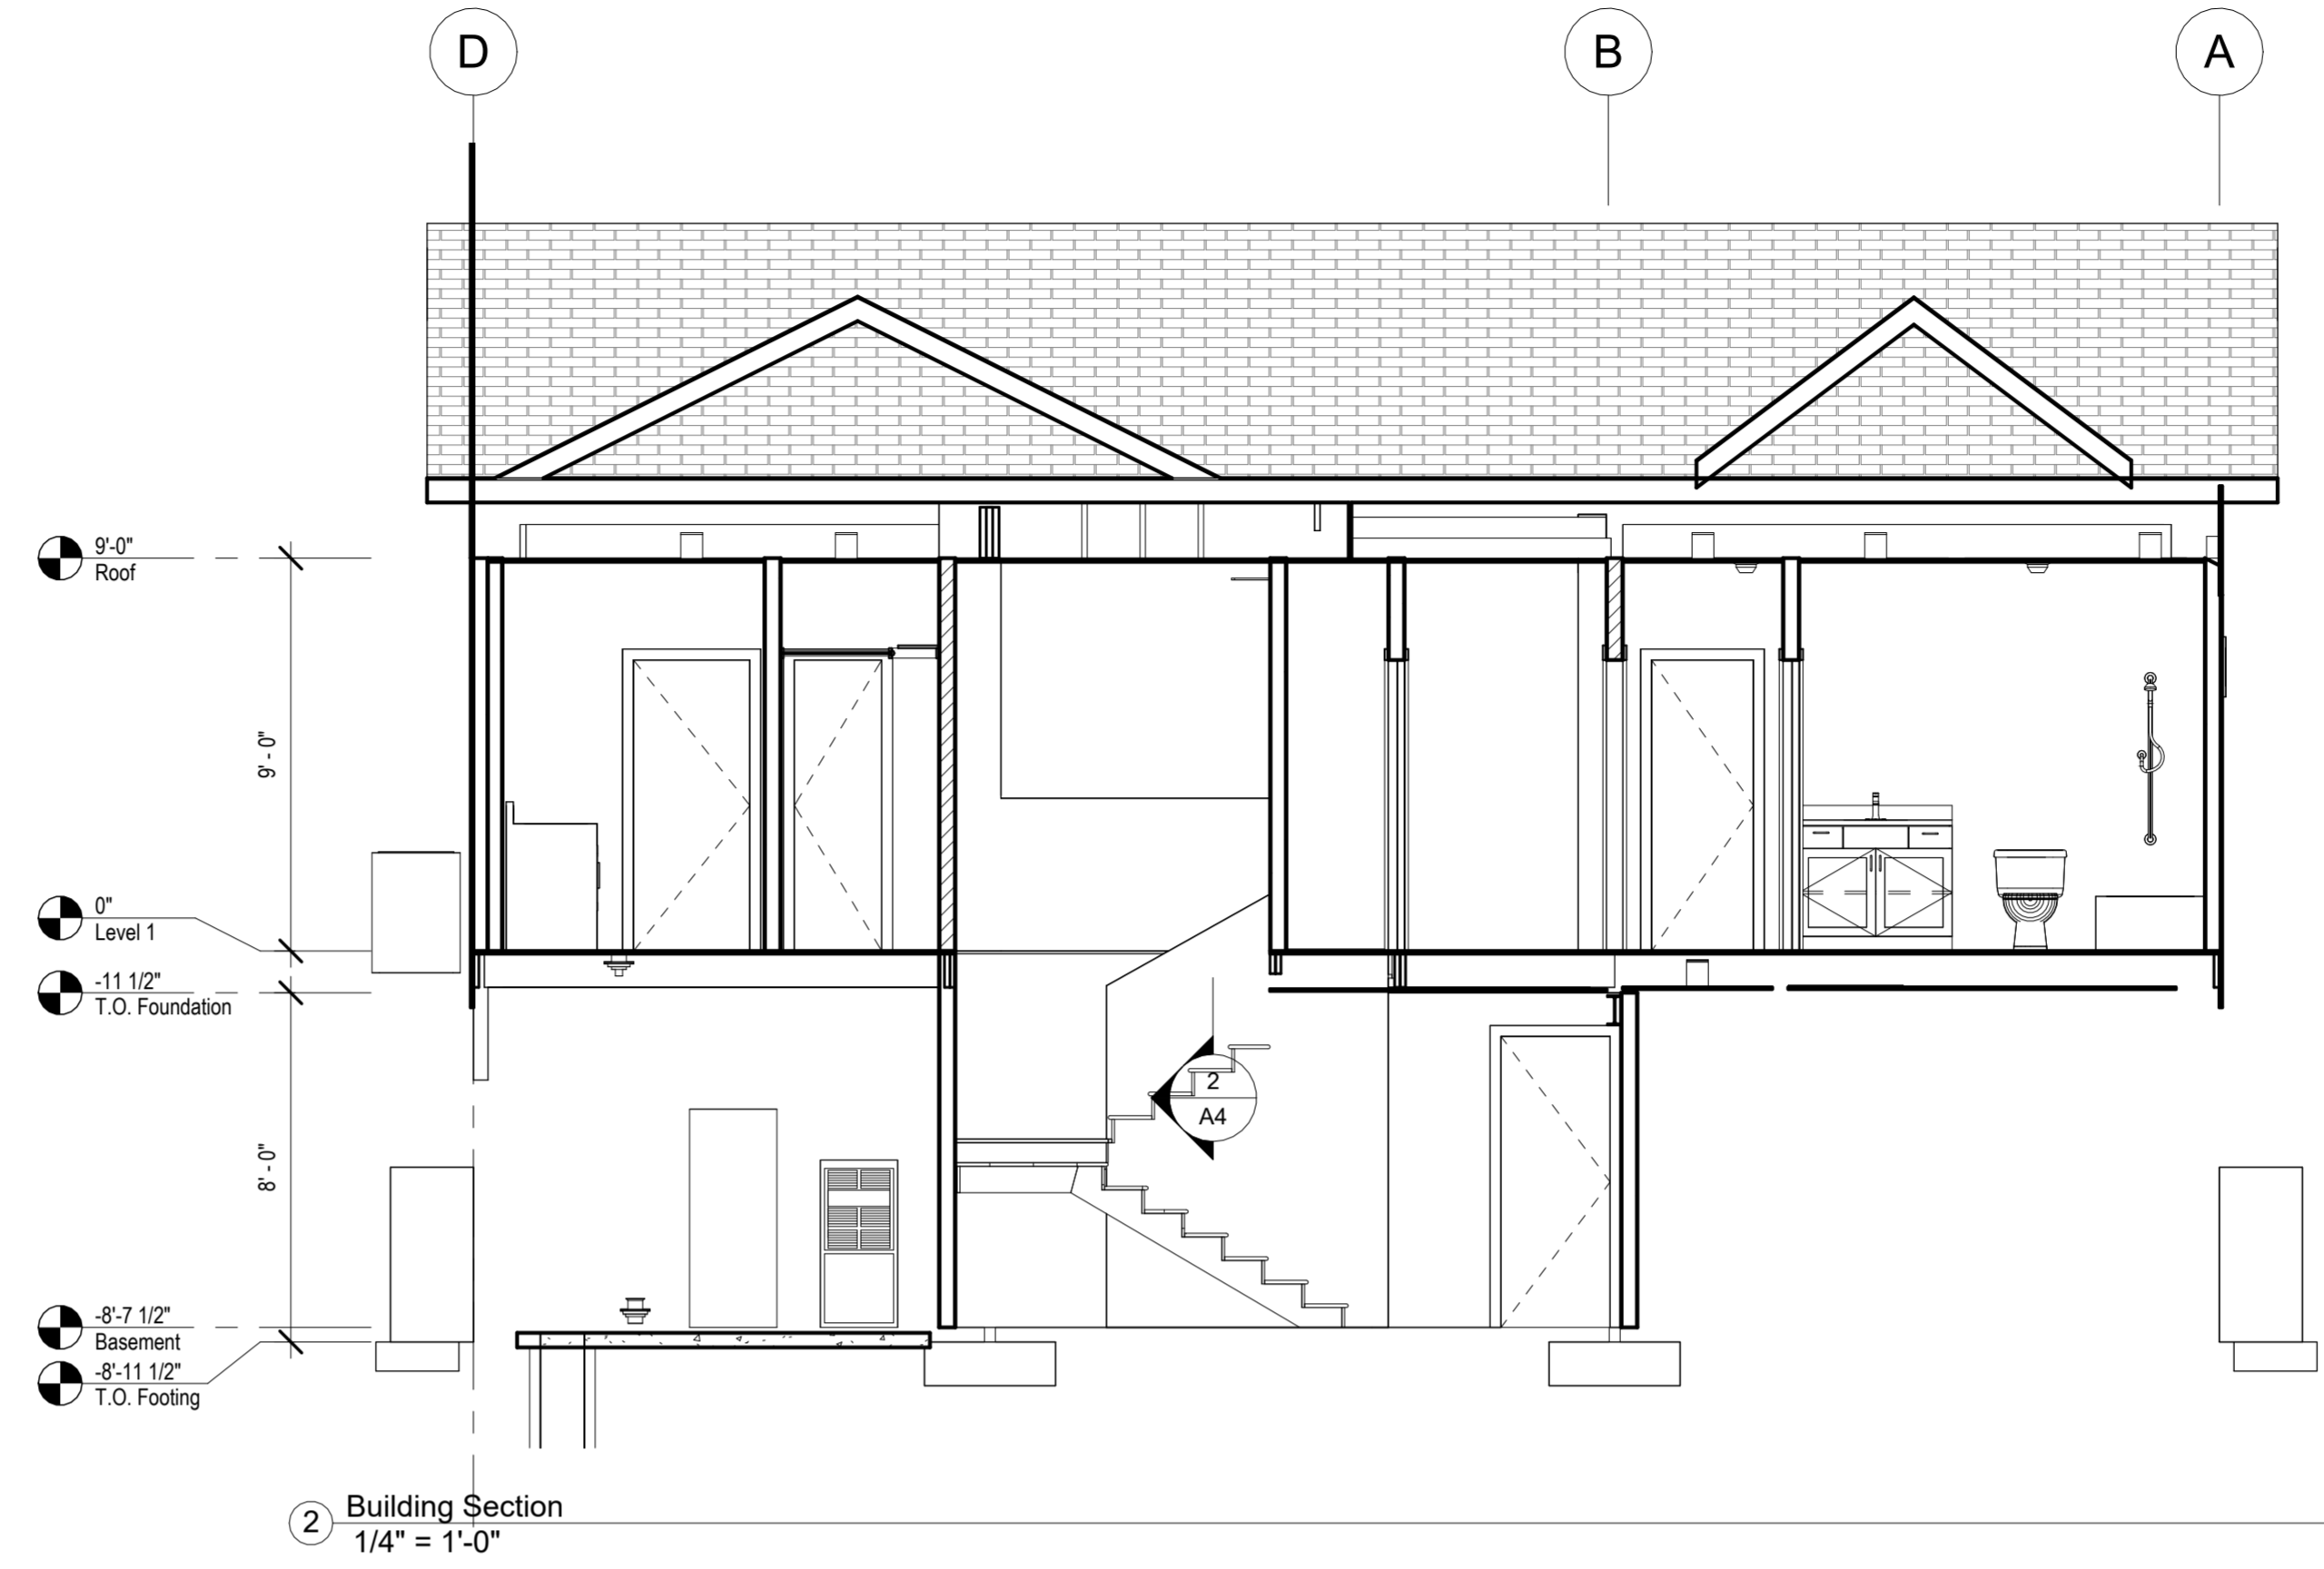 D
B
A
9'-0"
Roof
9' - 0"
0"
Level 1
-11 1/2"
T.O. Foundation
2
A4
8' - 0"
-8'-7 1/2"
Basement
-8'-11 1/2"
T.O. Footing
2
Building Section
1/4" = 1'-0"